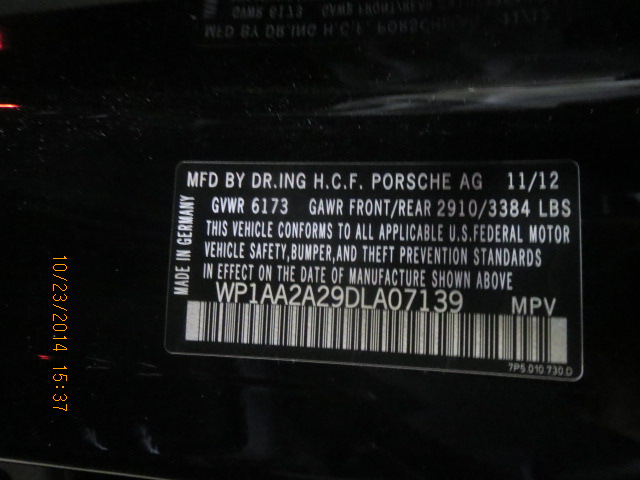 MFD BY DR.ING H.C.F. PORSCHE AG 11/12
GVWR 6173 GAWR FRONT/REAR 2910/3384 LBS
THIS VEHICLE CONFORMS TO ALL APPLICABLE U.S.FEDERAL MOTOR
VEHICLE SAFETY,BUMPER,AND THEFT PREVENTION STANDARDS
IN EFFECT ON THE DATE OF MANUFACTURE SHOWN ABOVE
WP1AA2A29DLA07139 MPV
7P5.010.730.D
MADE IN GERMANY
10/23/2014 15:37